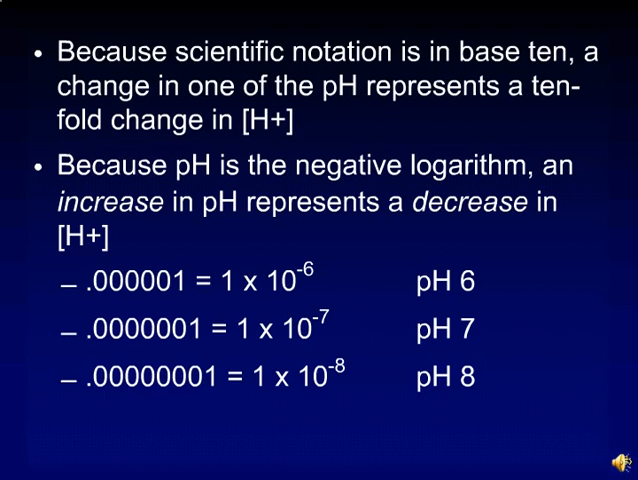 • Because scientific notation is in base ten, a
change in one of the pH represents a ten-
fold change in [H+]
• Because pH is the negative logarithm, an
increase in pH represents a decrease in
[H+]
– .000001 = 1 x 10⁻⁶ pH 6
– .0000001 = 1 x 10⁻⁷ pH 7
– .00000001 = 1 x 10⁻⁸ pH 8